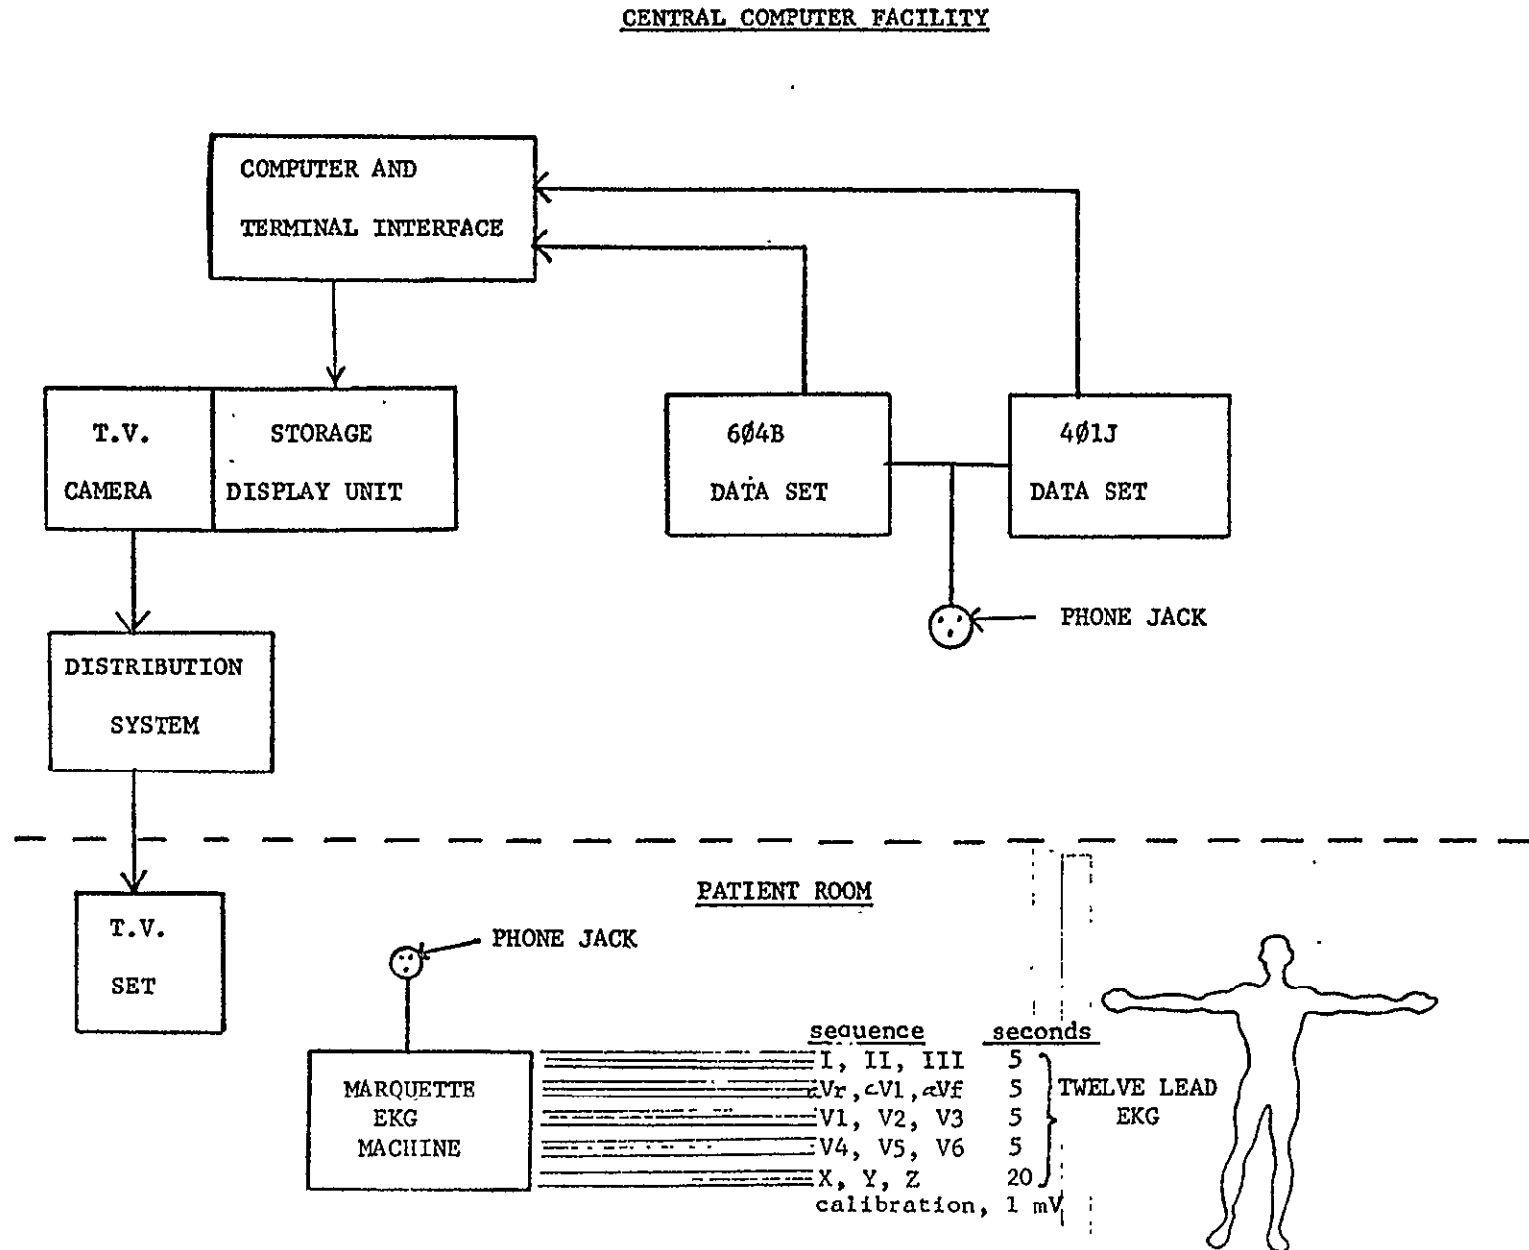 CENTRAL COMPUTER FACILITY
COMPUTER AND
TERMINAL INTERFACE
T.V.
CAMERA
STORAGE
DISPLAY UNIT
6Ø4B
DATA SET
4Ø1J
DATA SET
PHONE JACK
DISTRIBUTION
SYSTEM
T.V.
SET
PATIENT ROOM
PHONE JACK
MARQUETTE
EKG
MACHINE
sequence seconds
I, II, III 5
aVr, aVl, aVf 5
V1, V2, V3 5
V4, V5, V6 5
X, Y, Z 20
calibration, 1 mV
TWELVE LEAD
EKG